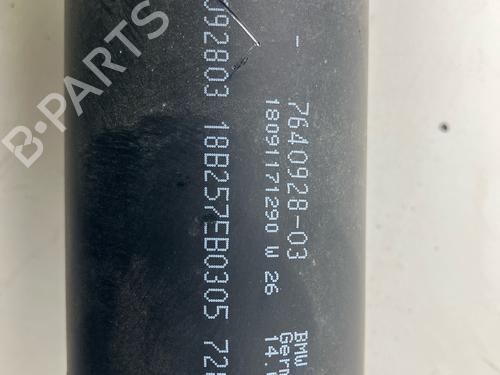 - 7640928-03
18091171290 W 26
092803 18B257EB0305 72
BMW
Germ
14.
B-PARTS